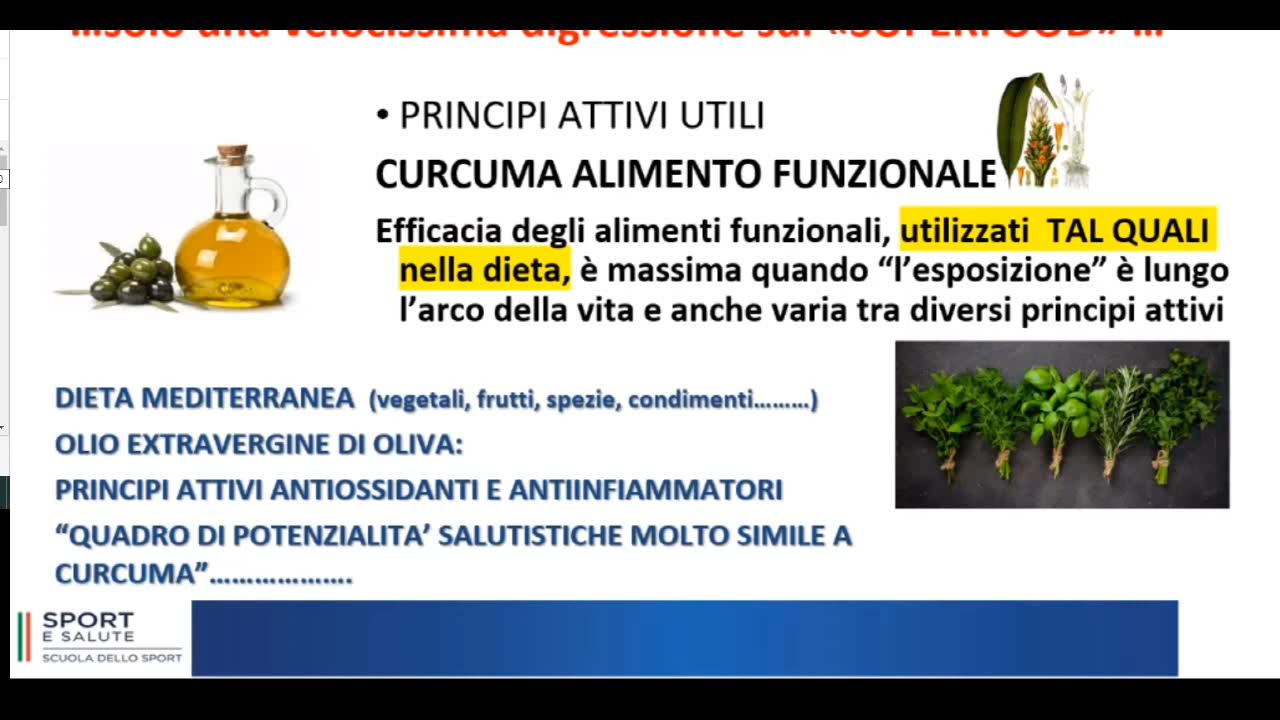 …solo una velocissima digressione sui «SUPERFOOD» …
• PRINCIPI ATTIVI UTILI
CURCUMA ALIMENTO FUNZIONALE
Efficacia degli alimenti funzionali, utilizzati TAL QUALI
nella dieta, è massima quando “l’esposizione” è lungo
l’arco della vita e anche varia tra diversi principi attivi
DIETA MEDITERRANEA (vegetali, frutti, spezie, condimenti………)
OLIO EXTRAVERGINE DI OLIVA:
PRINCIPI ATTIVI ANTIOSSIDANTI E ANTIINFIAMMATORI
“QUADRO DI POTENZIALITA’ SALUTISTICHE MOLTO SIMILE A
CURCUMA”……………….
SPORT
E SALUTE
SCUOLA DELLO SPORT